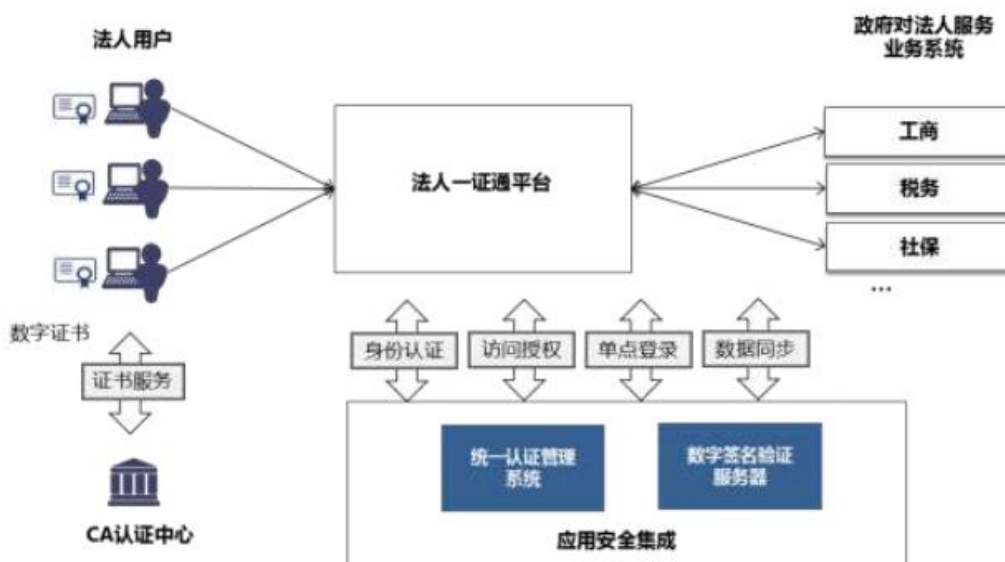 法人用户
政府对法人服务
业务系统
法人一证通平台
工商
税务
社保
...
数字证书
证书服务
CA认证中心
身份认证
访问授权
单点登录
数据同步
统一认证管理
系统
数字签名验证
服务器
应用安全集成